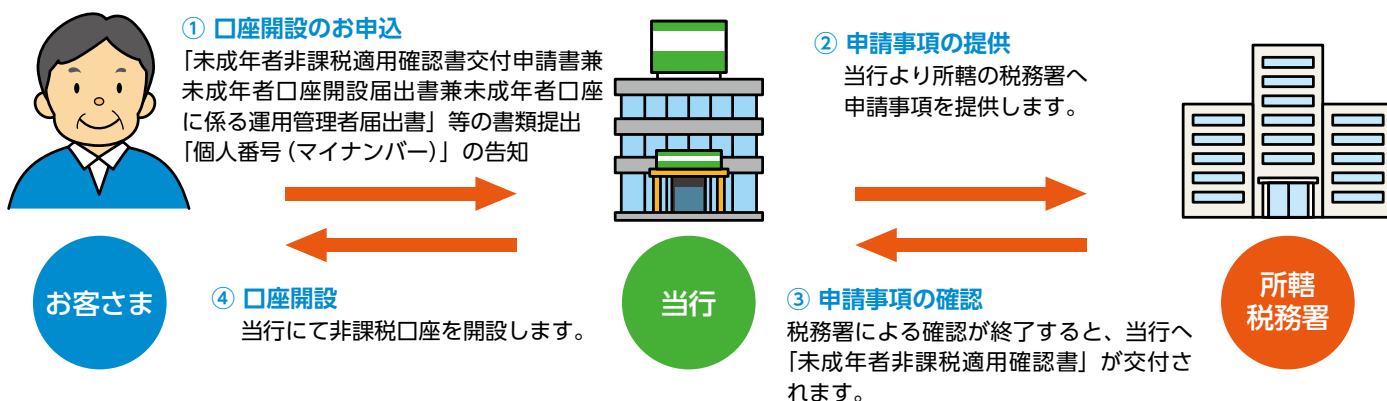 ① 口座開設のお申込
「未成年者非課税適用確認書交付申請書兼
未成年者口座開設届出書兼未成年者口座
に係る運用管理者届出書」等の書類提出
「個人番号(マイナンバー)」の告知
② 申請事項の提供
当行より所轄の税務署へ
申請事項を提供します。
お客さま
④ 口座開設
当行にて非課税口座を開設します。
当行
③ 申請事項の確認
税務署による確認が終了すると、当行へ
「未成年者非課税適用確認書」が交付さ
れます。
所轄
税務署